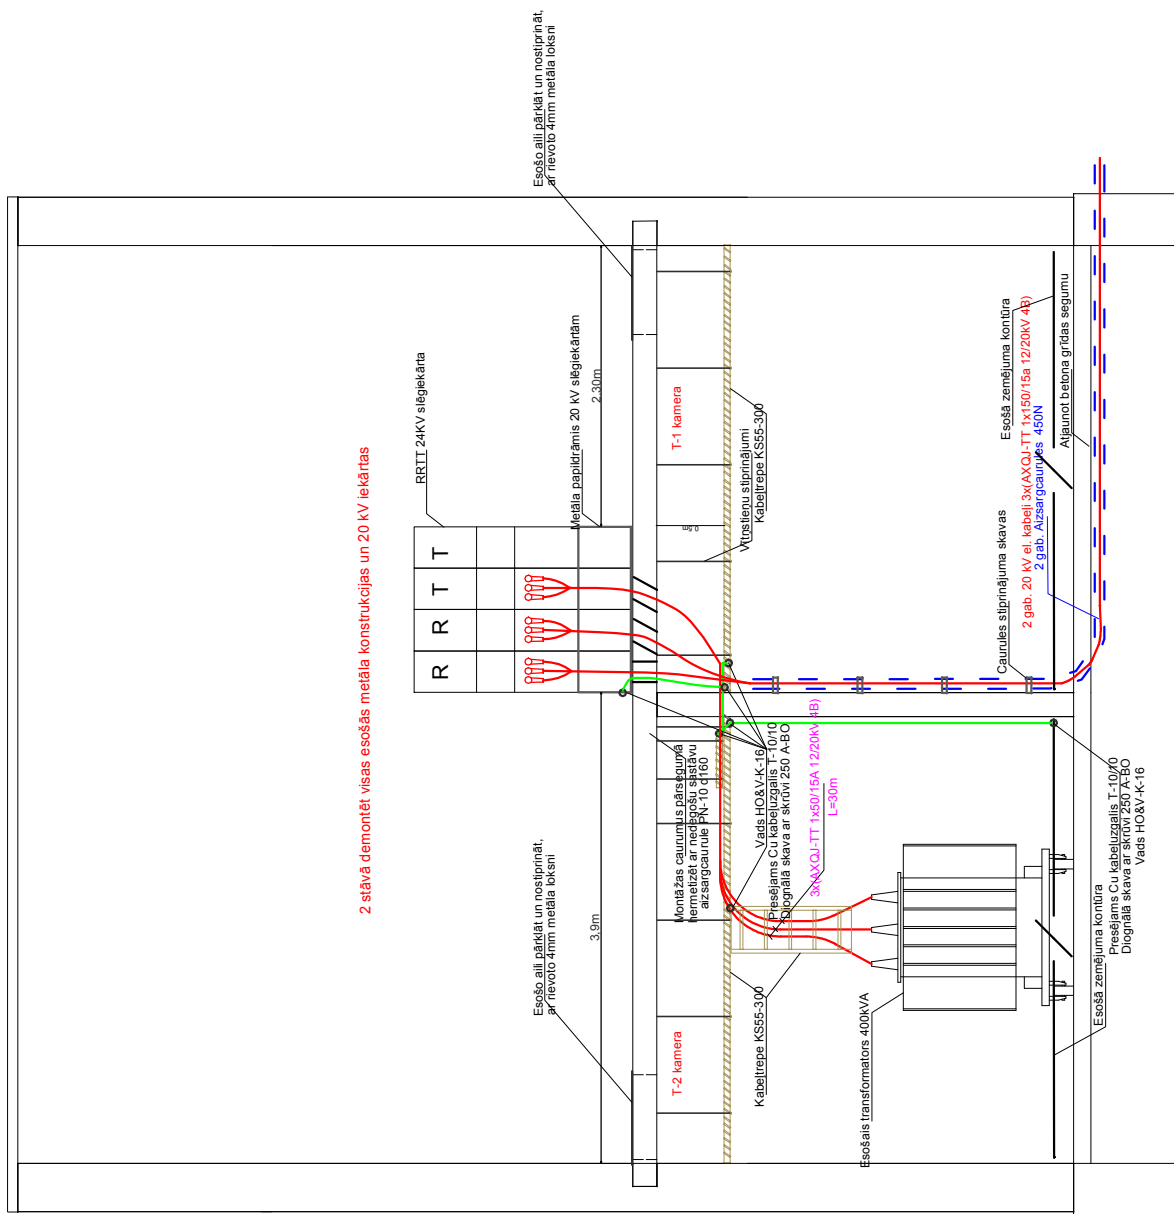 2 stāvā demontēt visas esošās metāla konstrukcijas un 20 kV iekārtas
Esošo aili pārklāt un nostiprināt,
ar rievoto 4mm metāla loksni
Esošo aili pārklāt un nostiprināt,
ar rievoto 4mm metāla loksni
RRTT 24KV slēgiekārta
R
R
T
T
Metāla papildrāmis 20 kV slēgiekārtām
3,9m
2,30m
T-2 kamera
T-1 kamera
0,5m
Montāžas caurumus pārsegumā
hermetizēt ar nedegošu sastāvu
aizsargcaurule PN-10 d160
Vītņstieņu stiprinājumi
Kabeļtrepe KS55-300
Kabeļtrepe KS55-300
Vads HO&V-K-16
Presējams Cu kabeļuzgalis T-10/10
Diognālā skava ar skrūvi 250 A-BO
3x(AXQJ-TT 1x50/15A 12/20kV 4B)
L=30m
Esošais transformators 400kVA
Caurules stiprinājuma skavas
Esošā zemējuma kontūra
2 gab. 20 kV el. kabeļi 3x(AXQJ-TT 1x150/15a 12/20kV 4B)
2 gab. Aizsargcaurules 450N
Atjaunot betona grīdas segumu
Esošā zemējuma kontūra
Presējams Cu kabeļuzgalis T-10/10
Diognālā skava ar skrūvi 250 A-BO
Vads HO&V-K-16